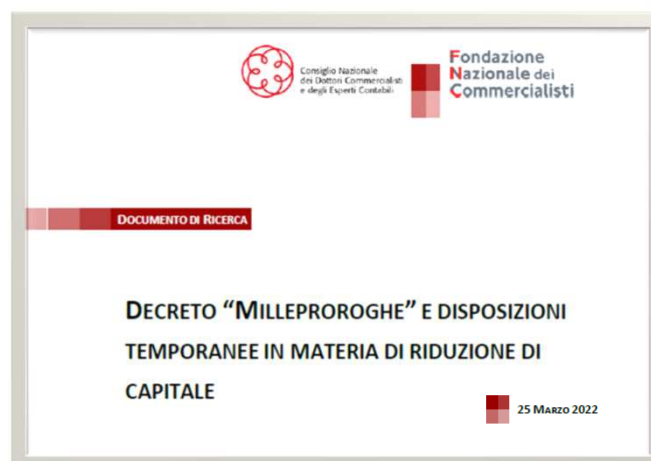 Consiglio Nazionale
dei Dottori Commercialisti
e degli Esperti Contabili
Fondazione
Nazionale dei
Commercialisti
DOCUMENTO DI RICERCA
DECRETO “MILLEPROROGHE” E DISPOSIZIONI
TEMPORANEE IN MATERIA DI RIDUZIONE DI
CAPITALE
25 MARZO 2022